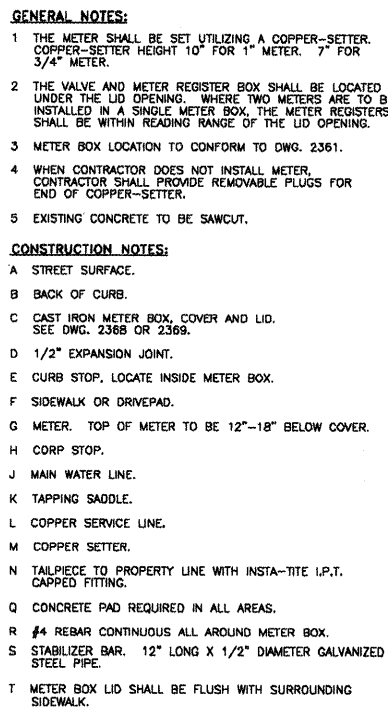 GENERAL NOTES:
1 THE METER SHALL BE SET UTILIZING A COPPER-SETTER.
COPPER-SETTER HEIGHT 10" FOR 1" METER. 7" FOR
3/4" METER.
2 THE VALVE AND METER REGISTER BOX SHALL BE LOCATED
UNDER THE LID OPENING. WHERE TWO METERS ARE TO B
INSTALLED IN A SINGLE METER BOX, THE METER REGISTERS
SHALL BE WITHIN READING RANGE OF THE LID OPENING.
3 METER BOX LOCATION TO CONFORM TO DWG. 2361.
4 WHEN CONTRACTOR DOES NOT INSTALL METER,
CONTRACTOR SHALL PROVIDE REMOVABLE PLUGS FOR
END OF COPPER-SETTER.
5 EXISTING CONCRETE TO BE SAWCUT.
CONSTRUCTION NOTES:
A STREET SURFACE.
B BACK OF CURB.
C CAST IRON METER BOX, COVER AND LID.
SEE DWG. 2368 OR 2369.
D 1/2" EXPANSION JOINT.
E CURB STOP, LOCATE INSIDE METER BOX.
F SIDEWALK OR DRIVEPAD.
G METER. TOP OF METER TO BE 12"-18" BELOW COVER.
H CORP STOP.
J MAIN WATER LINE.
K TAPPING SADDLE.
L COPPER SERVICE LINE.
M COPPER SETTER.
N TAILPIECE TO PROPERTY LINE WITH INSTA-TITE I.P.T.
CAPPED FITTING.
Q CONCRETE PAD REQUIRED IN ALL AREAS.
R #4 REBAR CONTINUOUS ALL AROUND METER BOX.
S STABILIZER BAR. 12" LONG X 1/2" DIAMETER GALVANIZED
STEEL PIPE.
T METER BOX LID SHALL BE FLUSH WITH SURROUNDING
SIDEWALK.